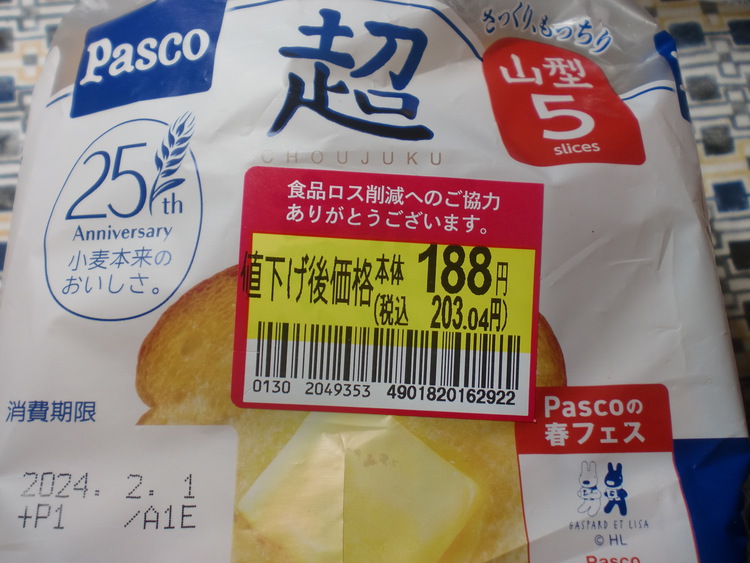 Pasco
超
CHOUJUKU
さっくり、もっちり
山型
5
slices
25th
Anniversary
小麦本来の
おいしさ。
食品ロス削減へのご協力
ありがとうございます。
値下げ後価格 本体 188円
(税込 203.04円)
0130 2049353 4901820162922
消費期限
2024. 2. 1
+P1 /A1E
Pascoの
春フェス
GASPARD ET LISA
©HL
Pasco